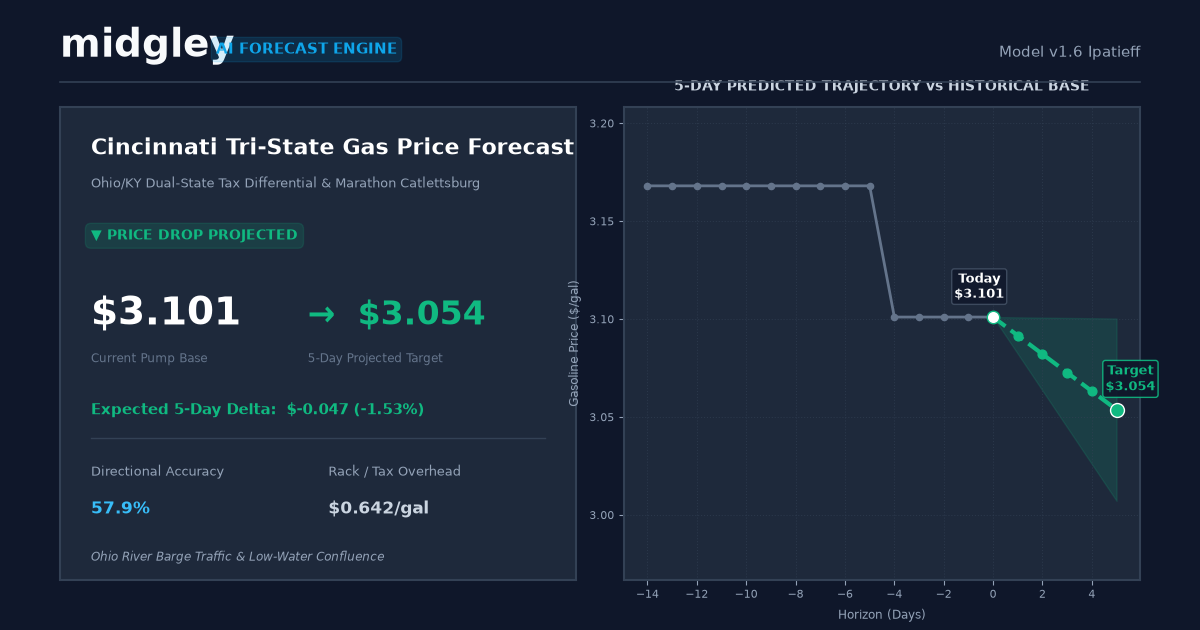 midgley
AI FORECAST ENGINE
Model v1.6 Ipatieff
Cincinnati Tri-State Gas Price Forecast
Ohio/KY Dual-State Tax Differential & Marathon Catlettsburg
▼ PRICE DROP PROJECTED
$3.101 → $3.054
Current Pump Base
5-Day Projected Target
Expected 5-Day Delta: $-0.047 (-1.53%)
Directional Accuracy
Rack / Tax Overhead
57.9%
$0.642/gal
Ohio River Barge Traffic & Low-Water Confluence
5-DAY PREDICTED TRAJECTORY vs HISTORICAL BASE
Gasoline Price ($/gal)
3.20
3.15
3.10
3.05
3.00
Today
$3.101
Target
$3.054
−14 −12 −10 −8 −6 −4 −2 0 2 4
Horizon (Days)